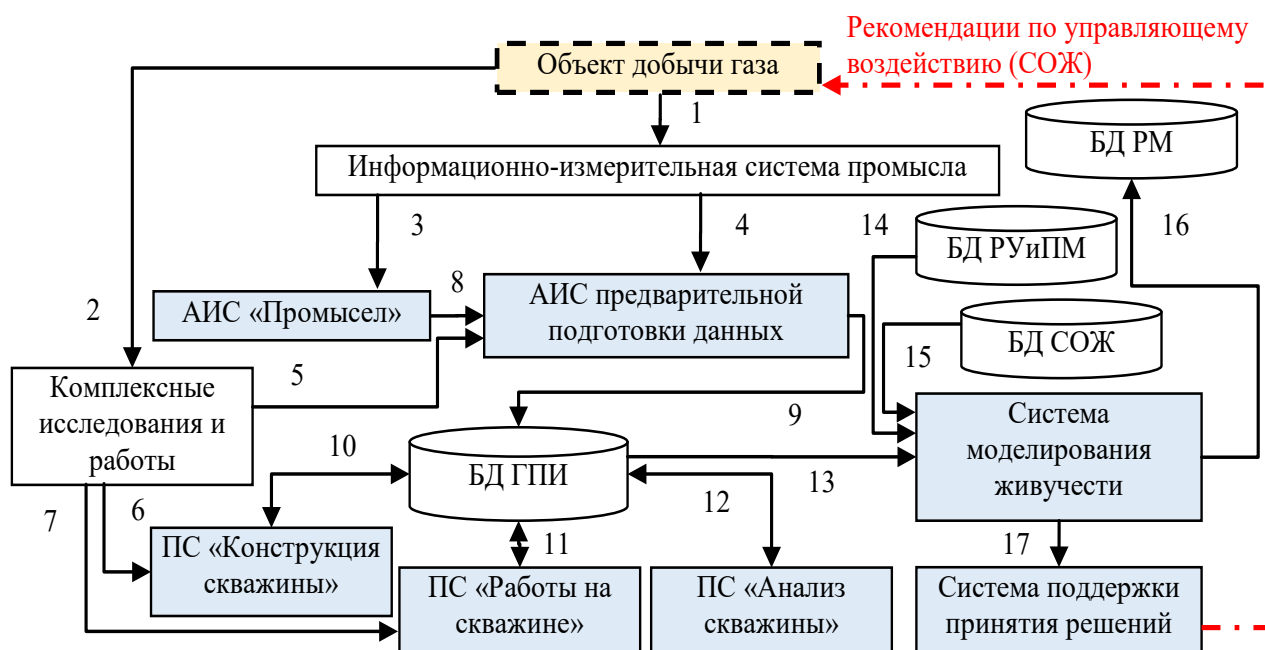 Рекомендации по управляющему
воздействию (СОЖ)
Объект добычи газа
1
БД РМ
Информационно-измерительная система промысла
3
4
14
16
БД РУиПМ
2
8
АИС «Промысел»
АИС предварительной
подготовки данных
15
БД СОЖ
5
Комплексные
исследования и
работы
9
Система
моделирования
живучести
10
БД ГПИ
12
13
7
6
11
17
ПС «Конструкция
скважины»
ПС «Работы на
скважине»
ПС «Анализ
скважины»
Система поддержки
принятия решений